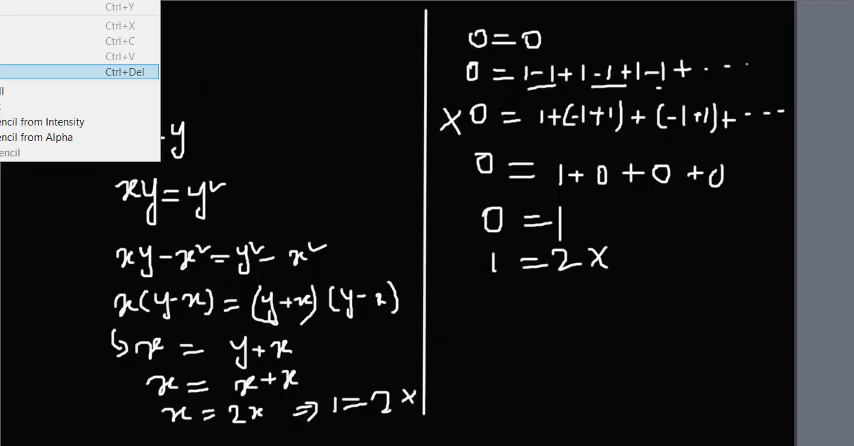 Ctrl+Y
Ctrl+X
Ctrl+C
Ctrl+V
Ctrl+Del
encil from Intensity
encil from Alpha
encil
-y
xy = y²
xy - x² = y² - x²
x(y-x) = (y+x)(y-x)
↳ x = y+x
x = x+x
x = 2x ⇒ 1=2 ×
0=0
0 = 1-1+1-1+1-1+ ...
× 0 = 1+(-1+1)+(-1+1)+ ...
0 = 1+0+0+0
0 = 1
1 = 2 ×